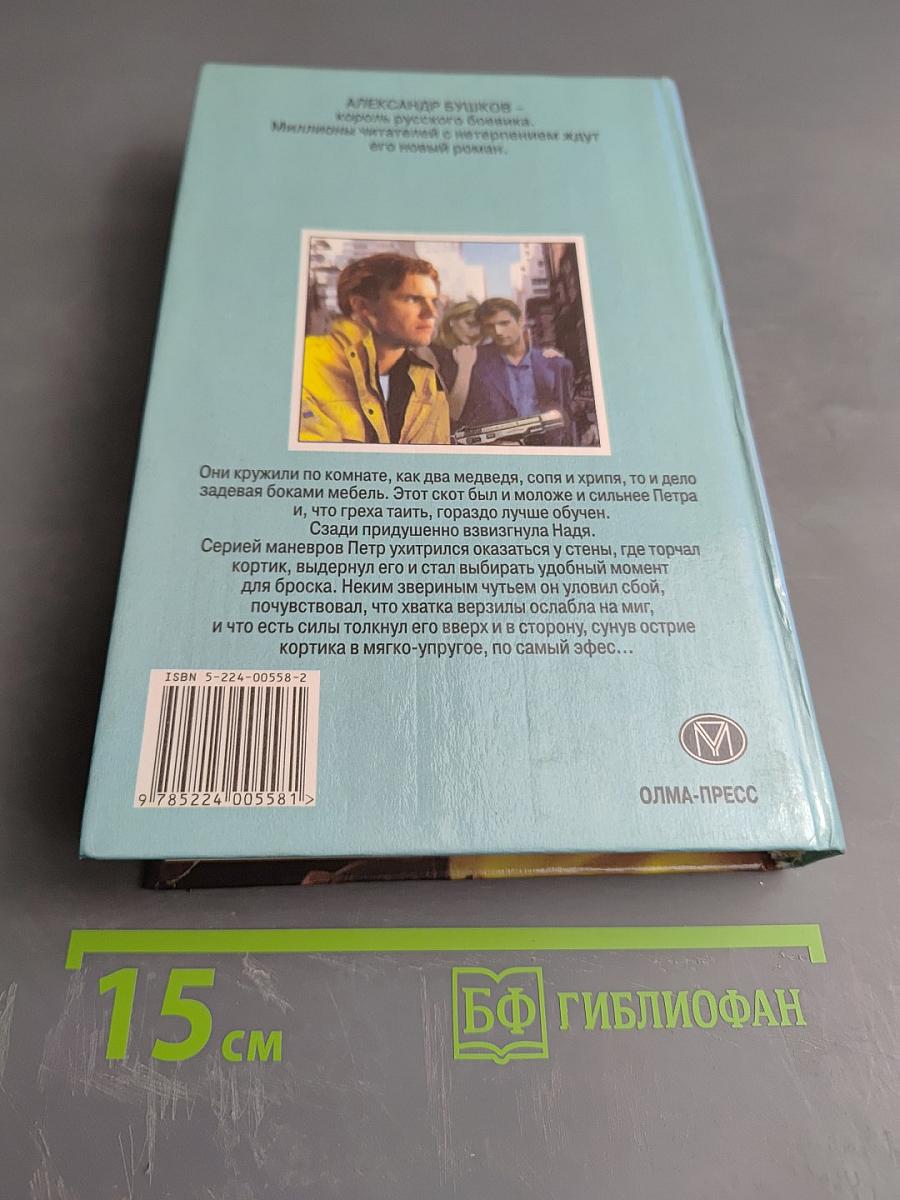 АЛЕКСАНДР БУШКОВ –
король русского боевика.
Миллионы читателей с нетерпением ждут
его новый роман.
Они кружили по комнате, как два медведя, сопя и хрипя, то и дело
задевая боками мебель. Этот скот был и моложе и сильнее Петра
и, что греха таить, гораздо лучше обучен.
Сзади придушенно взвизгнула Надя.
Серией маневров Петр ухитрился оказаться у стены, где торчал
кортик, выдернул его и стал выбирать удобный момент
для броска. Неким звериным чутьем он уловил сбой,
почувствовал, что хватка верзилы ослабла на миг,
и что есть силы толкнул его вверх и в сторону, сунув острие
кортика в мягко-упругое, по самый эфес...
ISBN 5-224-00558-2
9 785224 005581 >
ОЛМА-ПРЕСС
15 см
БФ ГИБЛИОФАН